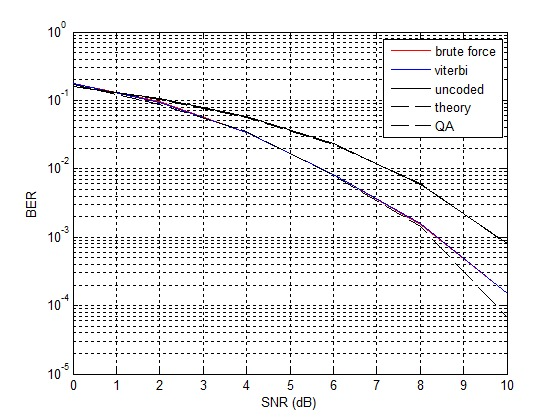 10^0
10^-1
10^-2
10^-3
10^-4
10^-5
BER
brute force
viterbi
uncoded
theory
QA
0 1 2 3 4 5 6 7 8 9 10
SNR (dB)